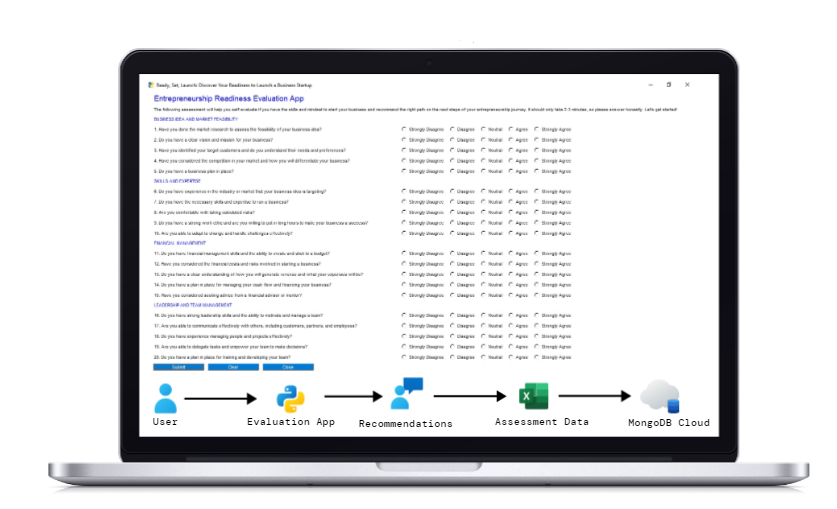 Ready, Set, Launch: Discover Your Readiness to Launch a Business Startup
Entrepreneurship Readiness Evaluation App
The following assessment will help you self evaluate if you have the skills and mindset to start your business and recommend the right path on the next steps of your entrepreneurship journey. It should only take 2-3 minutes, so please answer honestly. Let's get started!
BUSINESS IDEA AND MARKET FEASIBILITY
1. Have you done the market research to assess the feasibility of your business idea? Strongly Disagree Disagree Neutral Agree Strongly Agree
2. Do you have a clear vision and mission for your business? Strongly Disagree Disagree Neutral Agree Strongly Agree
3. Have you identified your target customers and do you understand their needs and preferences? Strongly Disagree Disagree Neutral Agree Strongly Agree
4. Have you considered the competition in your market and how you will differentiate your business? Strongly Disagree Disagree Neutral Agree Strongly Agree
5. Do you have a business plan in place? Strongly Disagree Disagree Neutral Agree Strongly Agree
SKILLS AND EXPERTISE
6. Do you have experience in the industry or market that your business idea is targeting? Strongly Disagree Disagree Neutral Agree Strongly Agree
7. Do you have the necessary skills and expertise to run a business? Strongly Disagree Disagree Neutral Agree Strongly Agree
8. Are you comfortable with taking calculated risks? Strongly Disagree Disagree Neutral Agree Strongly Agree
9. Do you have a strong work ethic and are you willing to put in long hours to make your business a success? Strongly Disagree Disagree Neutral Agree Strongly Agree
10. Are you able to adapt to change and handle challenges effectively? Strongly Disagree Disagree Neutral Agree Strongly Agree
FINANCIAL MANAGEMENT
11. Do you have financial management skills and the ability to create and stick to a budget? Strongly Disagree Disagree Neutral Agree Strongly Agree
12. Have you considered the financial costs and risks involved in starting a business? Strongly Disagree Disagree Neutral Agree Strongly Agree
13. Do you have a clear understanding of how you will generate revenue and what your expenses will be? Strongly Disagree Disagree Neutral Agree Strongly Agree
14. Do you have a plan in place for managing your cash flow and financing your business? Strongly Disagree Disagree Neutral Agree Strongly Agree
15. Have you considered seeking advice from a financial advisor or mentor? Strongly Disagree Disagree Neutral Agree Strongly Agree
LEADERSHIP AND TEAM MANAGEMENT
16. Do you have strong leadership skills and the ability to motivate and manage a team? Strongly Disagree Disagree Neutral Agree Strongly Agree
17. Are you able to communicate effectively with others, including customers, partners, and employees? Strongly Disagree Disagree Neutral Agree Strongly Agree
18. Do you have experience managing people and projects effectively? Strongly Disagree Disagree Neutral Agree Strongly Agree
19. Are you able to delegate tasks and empower your team to make decisions? Strongly Disagree Disagree Neutral Agree Strongly Agree
20. Do you have a plan in place for training and developing your team? Strongly Disagree Disagree Neutral Agree Strongly Agree
Submit Clear Close
User Evaluation App Recommendations Assessment Data MongoDB Cloud